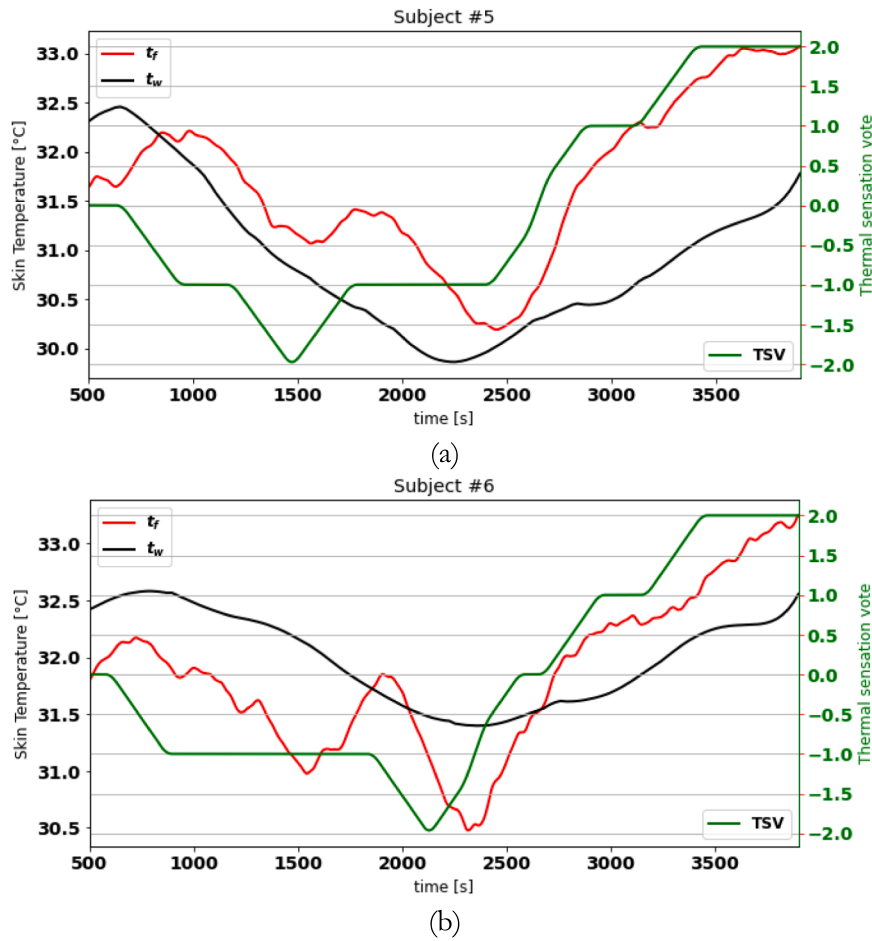 Subject #5
t_f
t_w
33.0
32.5
32.0
31.5
31.0
30.5
30.0
Skin Temperature [°C]
2.0
1.5
1.0
0.5
0.0
−0.5
−1.0
−1.5
−2.0
Thermal sensation vote
TSV
500 1000 1500 2000 2500 3000 3500
time [s]
(a)
Subject #6
t_f
t_w
33.0
32.5
32.0
31.5
31.0
30.5
Skin Temperature [°C]
2.0
1.5
1.0
0.5
0.0
−0.5
−1.0
−1.5
−2.0
Thermal sensation vote
TSV
500 1000 1500 2000 2500 3000 3500
time [s]
(b)